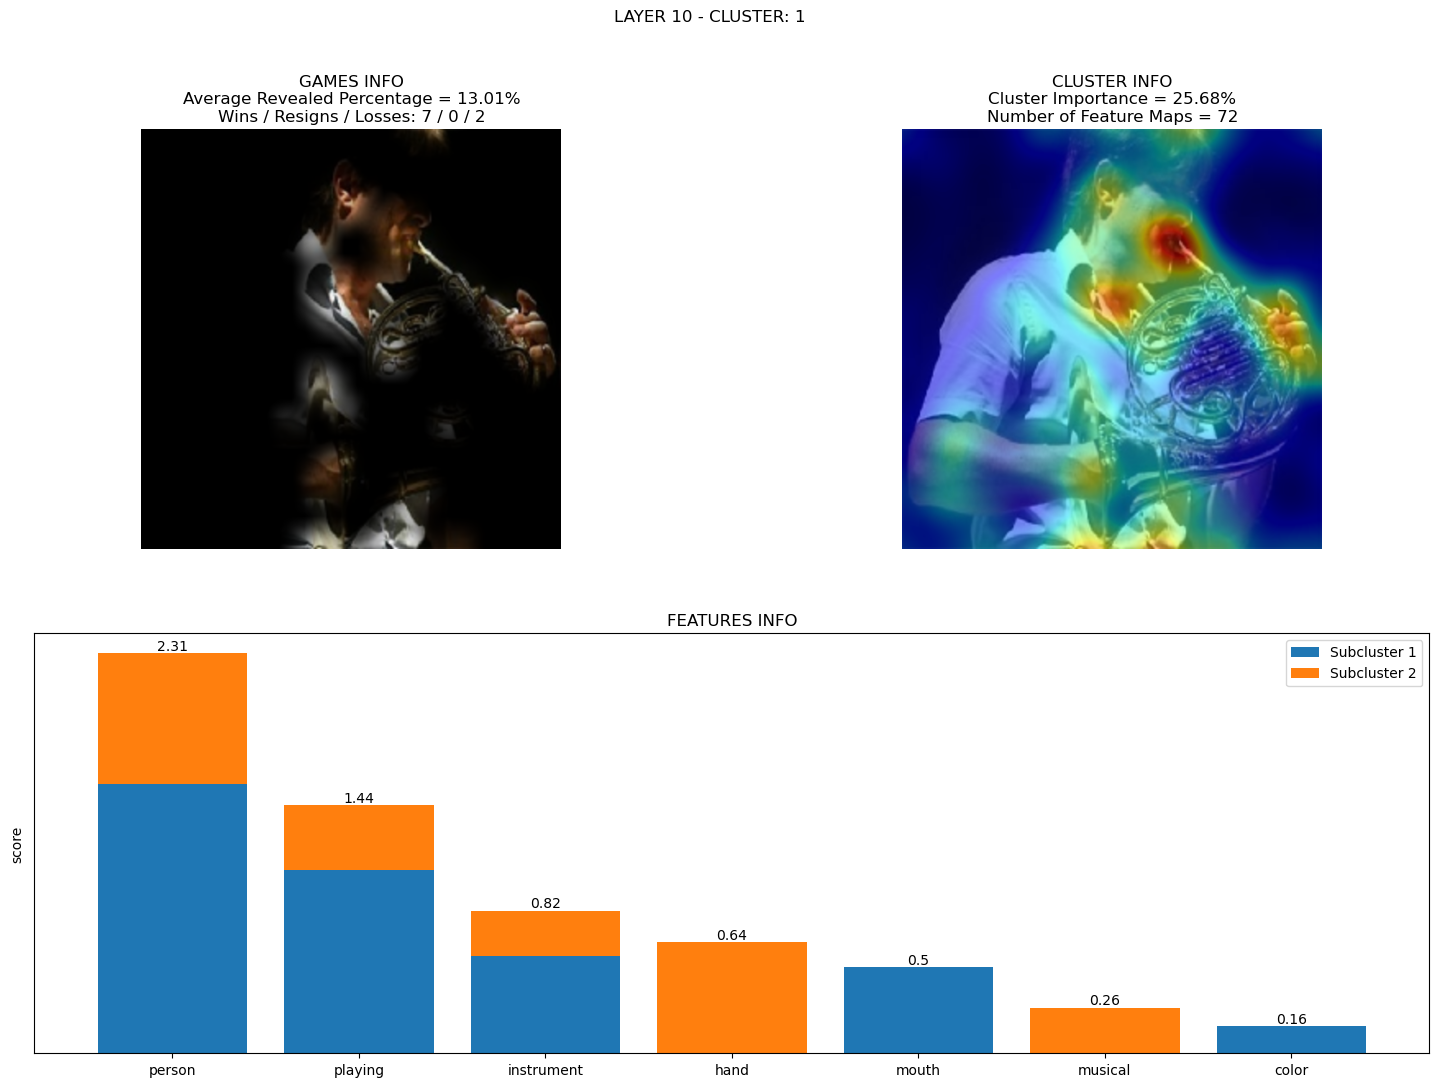 LAYER 10 - CLUSTER: 1
GAMES INFO
Average Revealed Percentage = 13.01%
Wins / Resigns / Losses: 7 / 0 / 2
CLUSTER INFO
Cluster Importance = 25.68%
Number of Feature Maps = 72
FEATURES INFO
Subcluster 1
Subcluster 2
2.31
1.44
0.82
0.64
0.5
0.26
0.16
score
person
playing
instrument
hand
mouth
musical
color